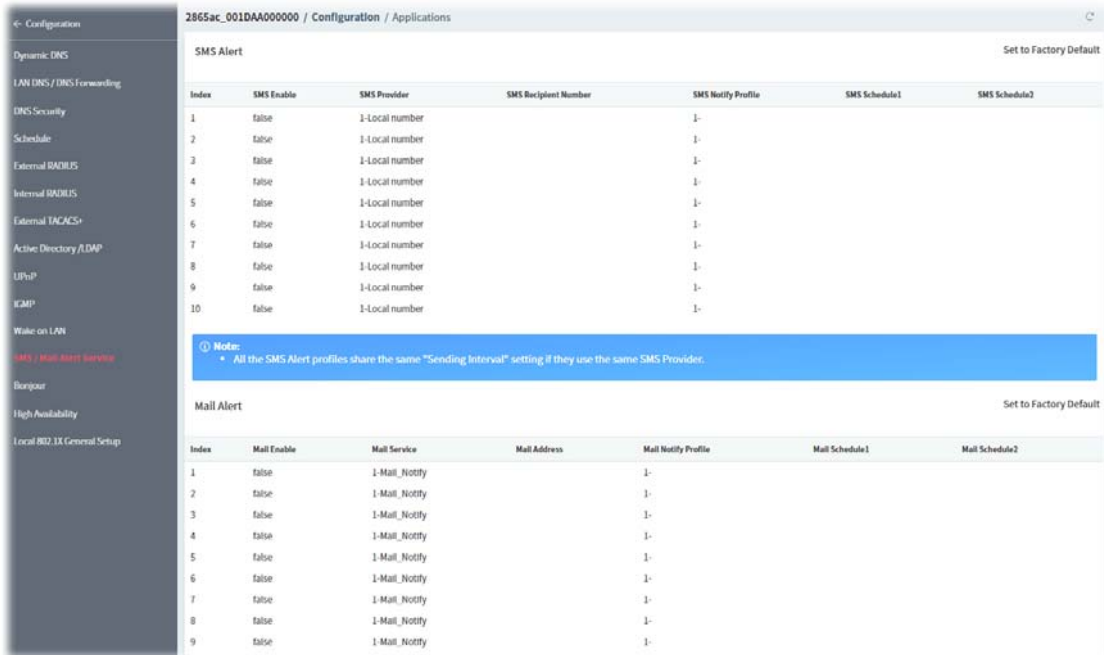 ← Configuration
2865ac_001DAA000000 / Configuration / Applications
Dynamic DNS
LAN DNS / DNS Forwarding
DNS Security
Schedule
External RADIUS
Internal RADIUS
External TACACS+
Active Directory /LDAP
UPnP
IGMP
Wake on LAN
SMS / Mail Alert Service
Bonjour
High Availability
Local 802.1X General Setup
SMS Alert Set to Factory Default
Index SMS Enable SMS Provider SMS Recipient Number SMS Notify Profile SMS Schedule1 SMS Schedule2
1 false 1-Local number 1-
2 false 1-Local number 1-
3 false 1-Local number 1-
4 false 1-Local number 1-
5 false 1-Local number 1-
6 false 1-Local number 1-
7 false 1-Local number 1-
8 false 1-Local number 1-
9 false 1-Local number 1-
10 false 1-Local number 1-
Note:
• All the SMS Alert profiles share the same "Sending Interval" setting if they use the same SMS Provider.
Mail Alert Set to Factory Default
Index Mail Enable Mail Service Mail Address Mail Notify Profile Mail Schedule1 Mail Schedule2
1 false 1-Mail_Notify 1-
2 false 1-Mail_Notify 1-
3 false 1-Mail_Notify 1-
4 false 1-Mail_Notify 1-
5 false 1-Mail_Notify 1-
6 false 1-Mail_Notify 1-
7 false 1-Mail_Notify 1-
8 false 1-Mail_Notify 1-
9 false 1-Mail_Notify 1-